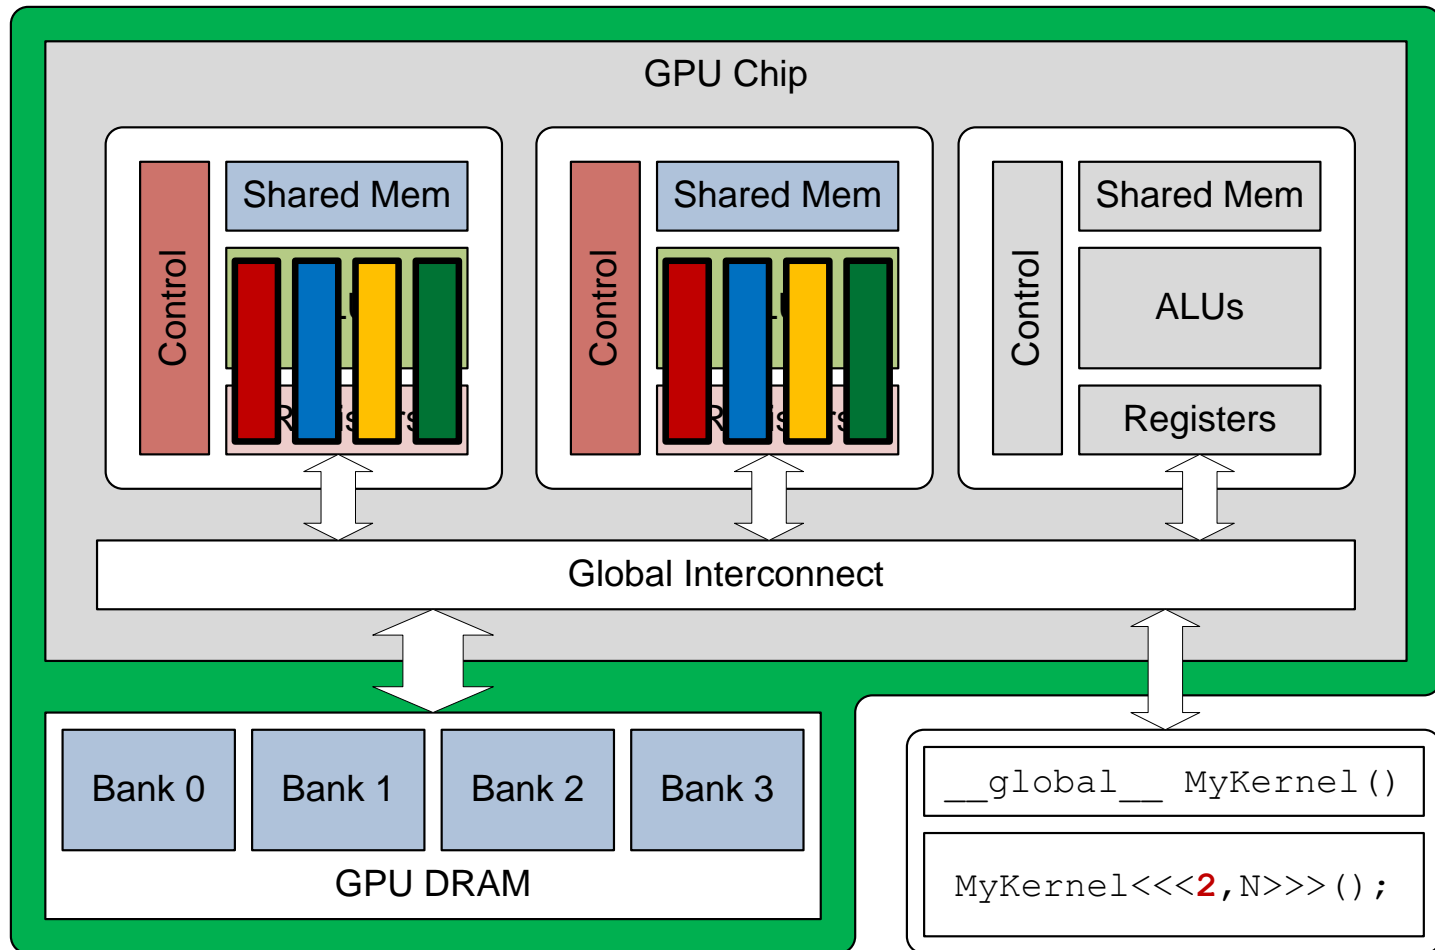 GPU Chip
Control
Shared Mem
Control
Shared Mem
Control
Shared Mem
ALUs
Registers
Global Interconnect
Bank 0
Bank 1
Bank 2
Bank 3
GPU DRAM
__global__ MyKernel()
MyKernel<<<2,N>>>();